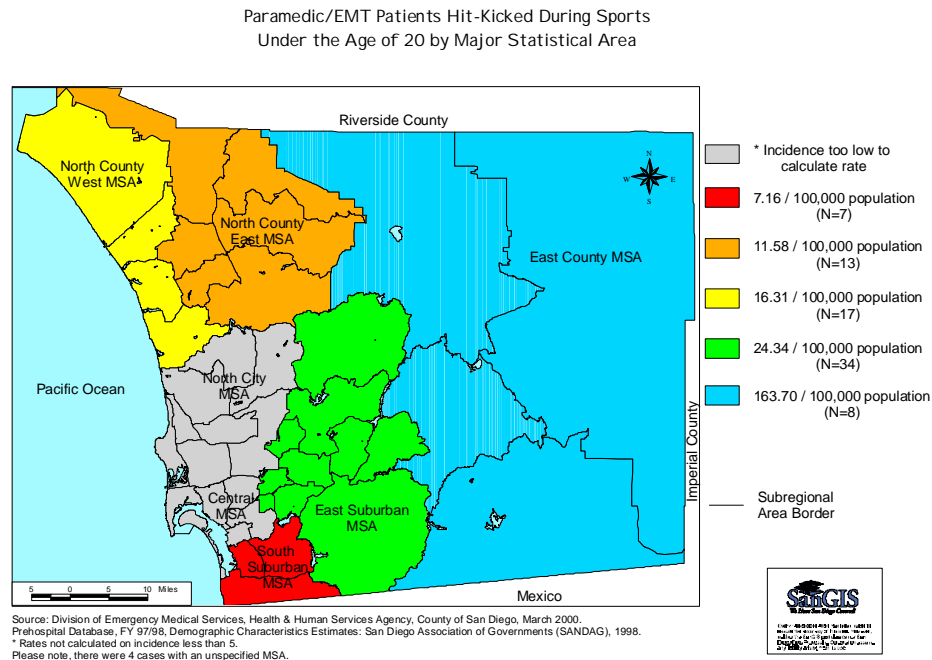 Paramedic/EMT Patients Hit-Kicked During Sports
Under the Age of 20 by Major Statistical Area
Riverside County
North County
West MSA
North County
East MSA
East County MSA
N
W E
S
Pacific Ocean
North City
MSA
Central
MSA
East Suburban
MSA
South
Suburban
MSA
Imperial County
Mexico
5 0 5 10 Miles
* Incidence too low to
calculate rate
7.16 / 100,000 population
(N=7)
11.58 / 100,000 population
(N=13)
16.31 / 100,000 population
(N=17)
24.34 / 100,000 population
(N=34)
163.70 / 100,000 population
(N=8)
Subregional
Area Border
SanGIS
We Have San Diego Covered!
Source: Division of Emergency Medical Services, Health & Human Services Agency, County of San Diego, March 2000.
Prehospital Database, FY 97/98, Demographic Characteristics Estimates: San Diego Association of Governments (SANDAG), 1998.
* Rates not calculated on incidence less than 5.
Please note, there were 4 cases with an unspecified MSA.